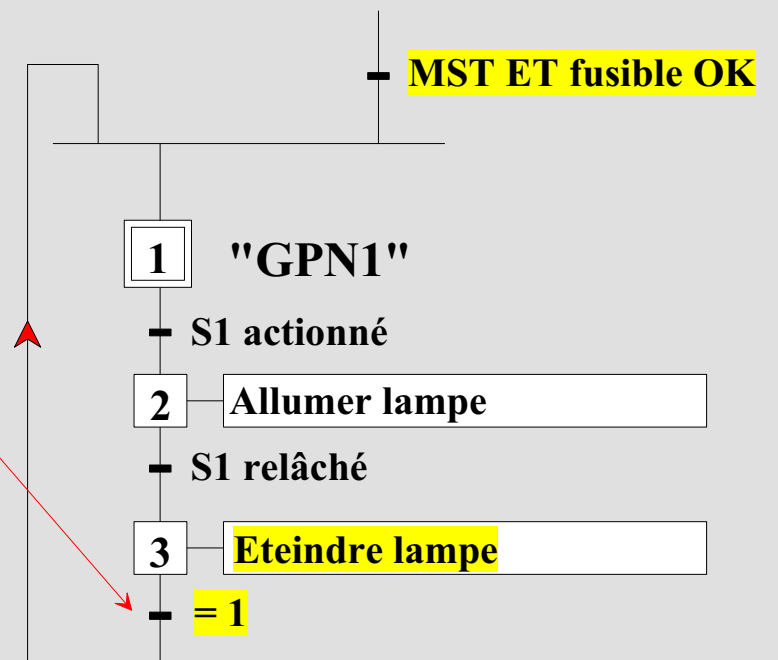 MST ET fusible OK
1 "GPN1"
S1 actionné
2 Allumer lampe
S1 relâché
3 Eteindre lampe
= 1